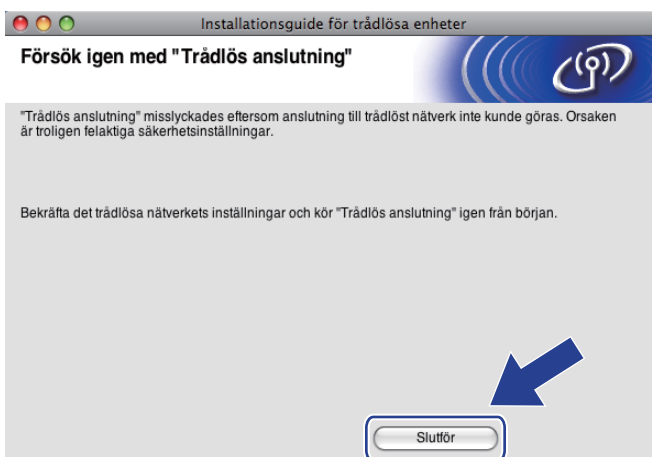 Installationsguide för trådlösa enheter
Försök igen med "Trådlös anslutning"
"Trådlös anslutning" misslyckades eftersom anslutning till trådlöst nätverk inte kunde göras. Orsaken
är troligen felaktiga säkerhetsinställningar.
Bekräfta det trådlösa nätverkets inställningar och kör "Trådlös anslutning" igen från början.
Slutför